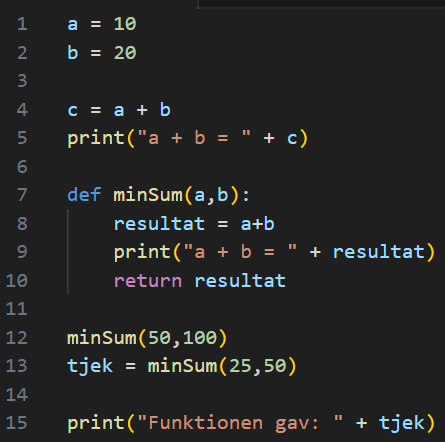 1 a = 10
2 b = 20
3
4 c = a + b
5 print("a + b = " + c)
6
7 def minSum(a,b):
8     resultat = a+b
9     print("a + b = " + resultat)
10     return resultat
11
12 minSum(50,100)
13 tjek = minSum(25,50)
14
15 print("Funktionen gav: " + tjek)